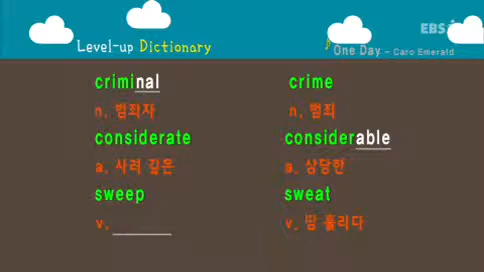 EBS
Level-up Dictionary
One Day - Caro Emerald
criminal crime
n. 범죄자 n. 범죄
considerate considerable
a. 사려 깊은 a. 상당한
sweep sweat
v. ______ v. 땀 흘리다